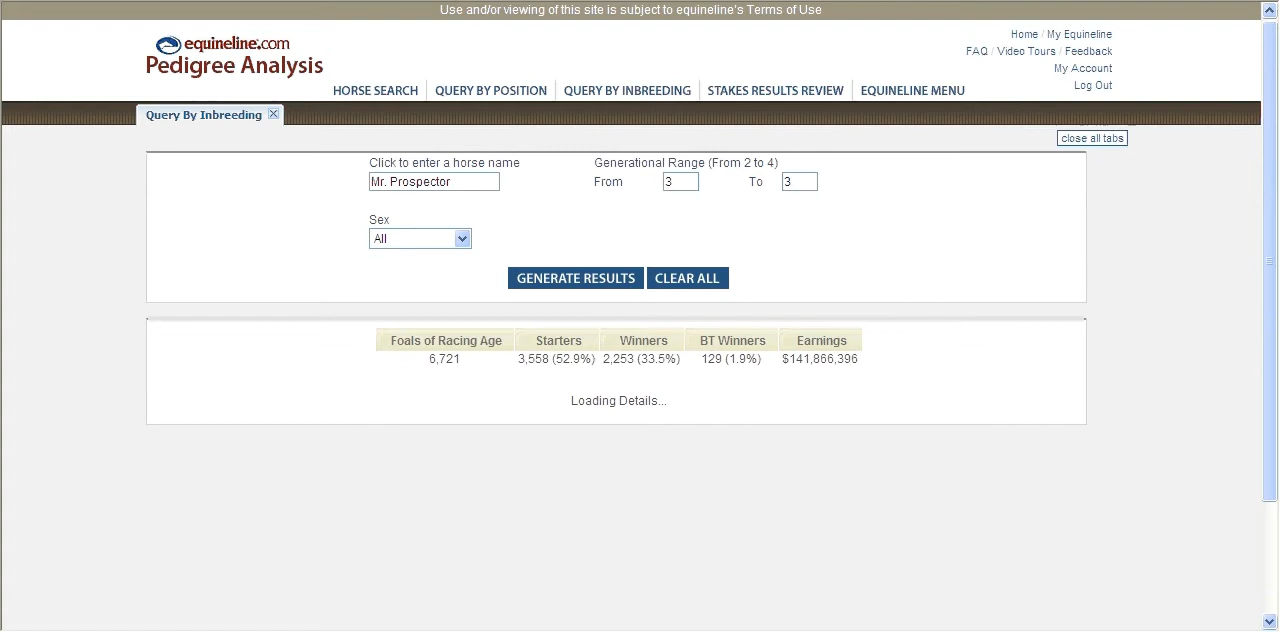 Use and/or viewing of this site is subject to equineline's Terms of Use
equineline.com
Pedigree Analysis
Home / My Equineline
FAQ / Video Tours / Feedback
My Account
Log Out
HORSE SEARCH QUERY BY POSITION QUERY BY INBREEDING STAKES RESULTS REVIEW EQUINELINE MENU
Query By Inbreeding
close all tabs
Click to enter a horse name Generational Range (From 2 to 4)
Mr. Prospector From 3 To 3
Sex
All
GENERATE RESULTS CLEAR ALL
Foals of Racing Age Starters Winners BT Winners Earnings
6,721 3,558 (52.9%) 2,253 (33.5%) 129 (1.9%) $141,866,396
Loading Details...